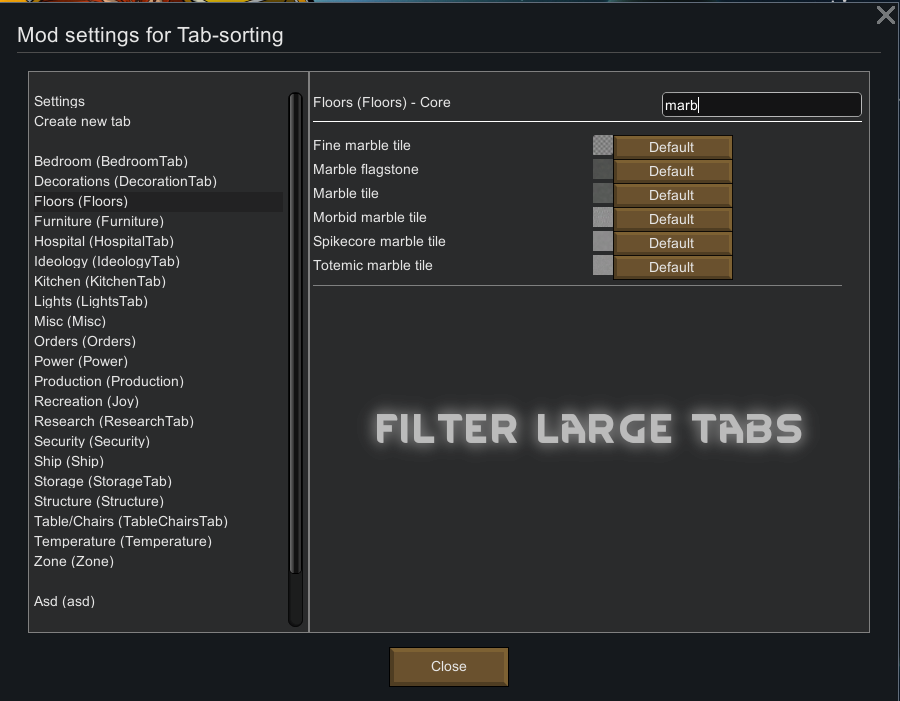 Mod settings for Tab-sorting
Settings
Create new tab
Bedroom (BedroomTab)
Decorations (DecorationTab)
Floors (Floors)
Furniture (Furniture)
Hospital (HospitalTab)
Ideology (IdeologyTab)
Kitchen (KitchenTab)
Lights (LightsTab)
Misc (Misc)
Orders (Orders)
Power (Power)
Production (Production)
Recreation (Joy)
Research (ResearchTab)
Security (Security)
Ship (Ship)
Storage (StorageTab)
Structure (Structure)
Table/Chairs (TableChairsTab)
Temperature (Temperature)
Zone (Zone)
Asd (asd)
Floors (Floors) - Core
marb
Fine marble tile Default
Marble flagstone Default
Marble tile Default
Morbid marble tile Default
Spikecore marble tile Default
Totemic marble tile Default
FILTER LARGE TABS
Close